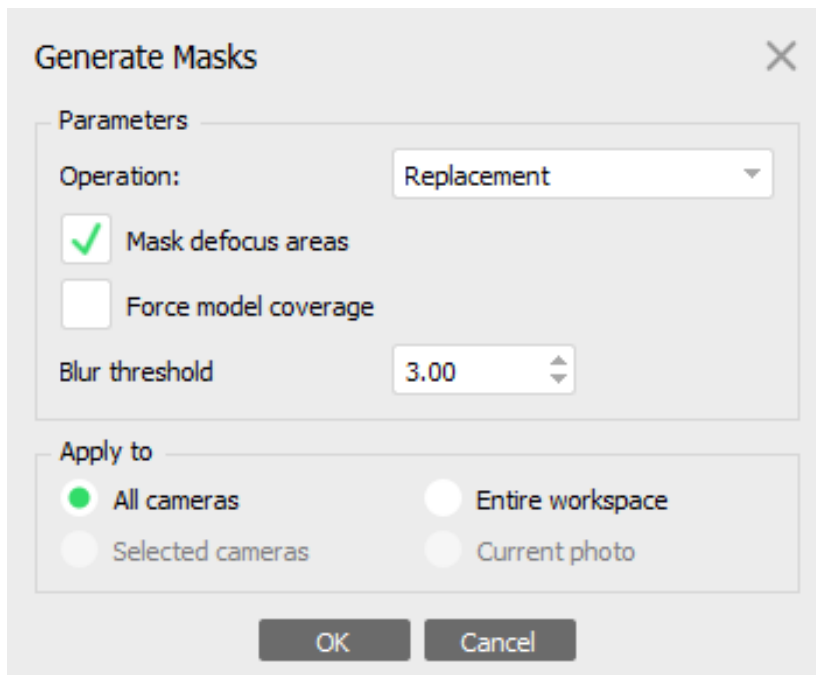 Generate Masks
Parameters
Operation: Replacement
Mask defocus areas
Force model coverage
Blur threshold 3.00
Apply to
All cameras Entire workspace
Selected cameras Current photo
OK Cancel